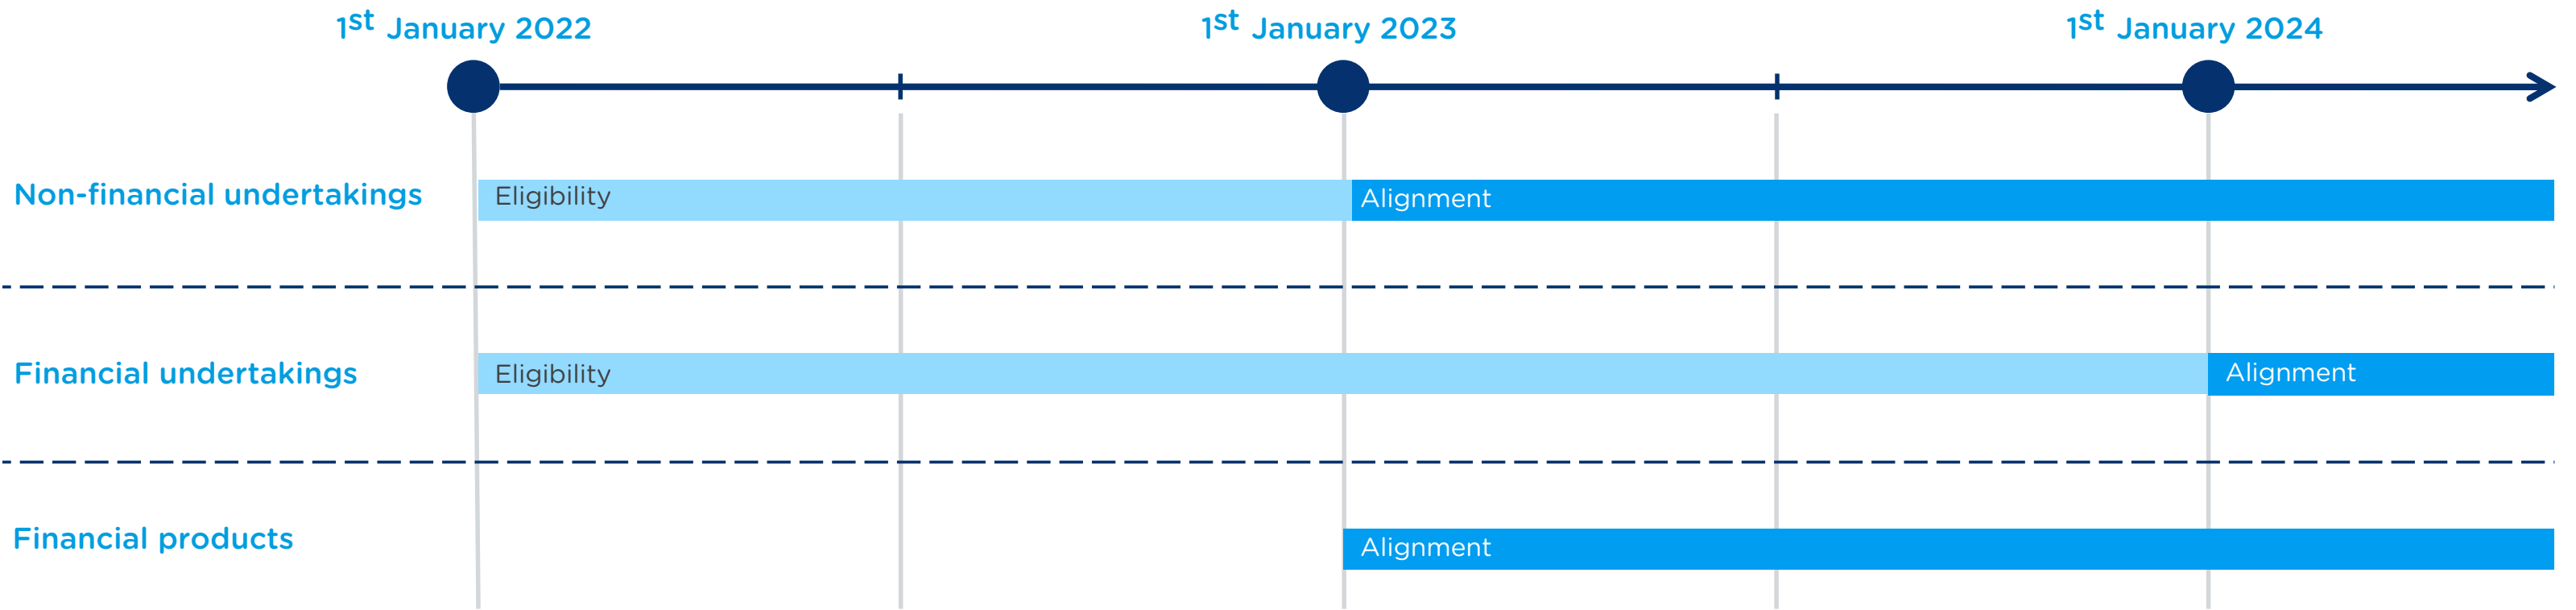 1st January 2022 1st January 2023 1st January 2024
Non-financial undertakings Eligibility Alignment
Financial undertakings Eligibility Alignment
Financial products Alignment